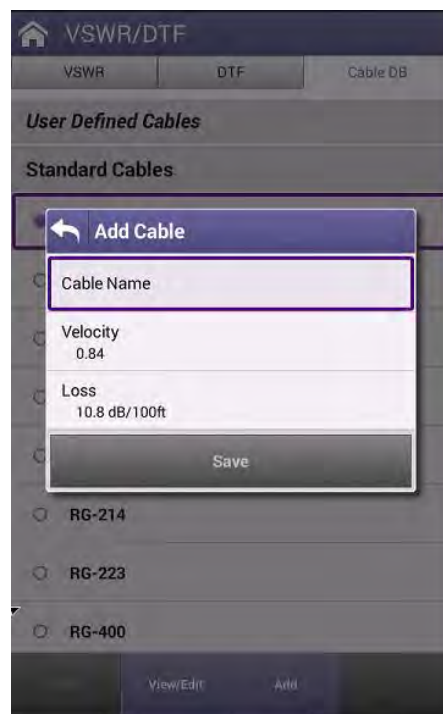 VSWR/DTF
VSWR DTF Cable DB
User Defined Cables
Standard Cables
Add Cable
Cable Name
Velocity
0.84
Loss
10.8 dB/100ft
Save
RG-214
RG-223
RG-400
View/Edit Add